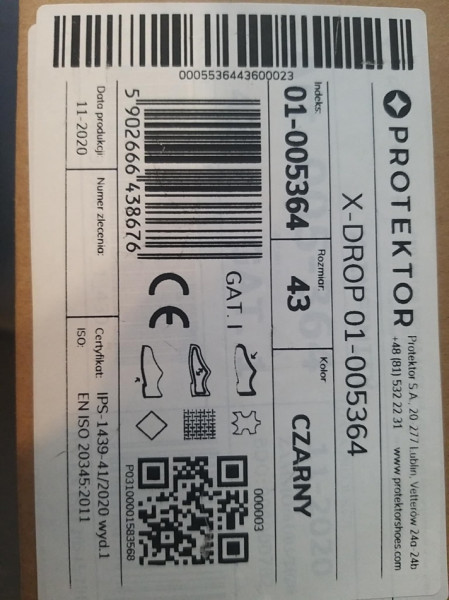 PROTEKTOR
Protektor S.A., 20-277 Lublin, Vetterów 24a-24b
+48 (81) 532 22 31 www.protektorshoes.com
X-DROP 01-005364
Indeks:
01-005364
Rozmiar:
43
Kolor
CZARNY
0005536443600023
5 902666 438676
GAT. I
CE
000003
P03100001583568
Data produkcji:
11-2020
Numer zlecenia:
Certyfikat: IPS-1439-41/2020 wyd.1
ISO: EN ISO 20345:2011